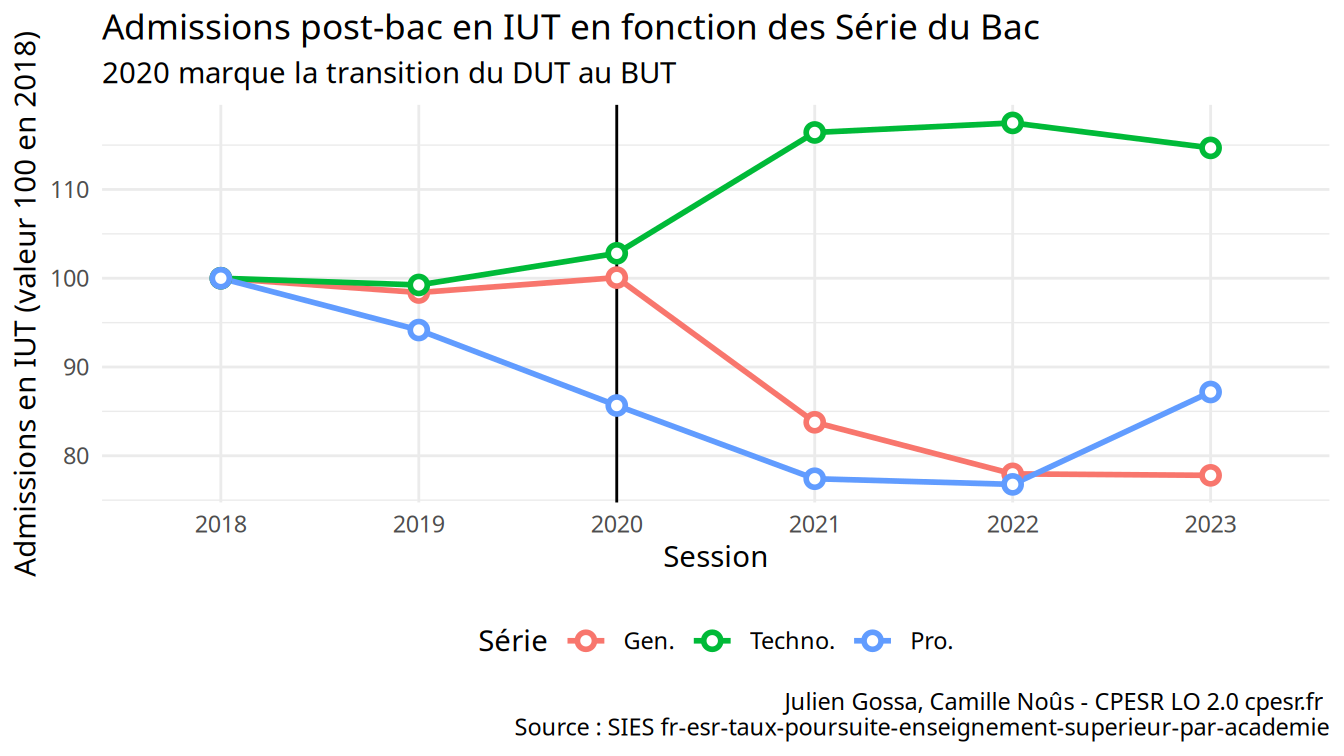 Admissions post-bac en IUT en fonction des Série du Bac
2020 marque la transition du DUT au BUT
Admissions en IUT (valeur 100 en 2018)
110
100
90
80
2018 2019 2020 2021 2022 2023
Session
Série Gen. Techno. Pro.
Julien Gossa, Camille Noûs - CPESR LO 2.0 cpesr.fr
Source : SIES fr-esr-taux-poursuite-enseignement-superieur-par-academie